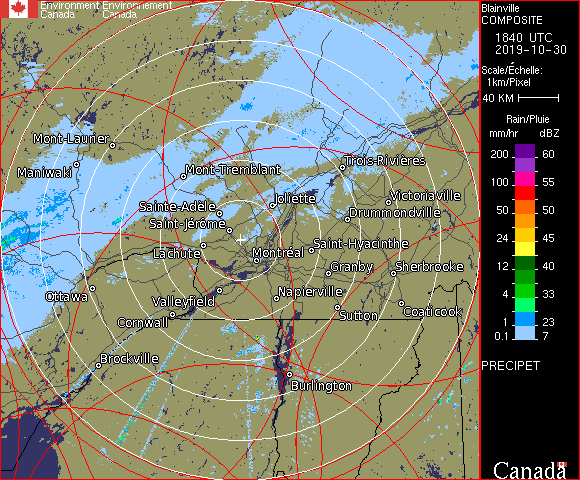 Environment Environnement
Canada Canada
Blainville
COMPOSITE
1840 UTC
2019-10-30
Scale/Échelle:
1km/Pixel
40 KM
Rain/Pluie
mm/hr dBZ
200 60
100 55
50 50
24 45
12 40
4 33
1 23
0.1 7
PRECIPET
Mont-Laurier
Maniwaki
Mont-Tremblant
Trois-Rivières
Sainte-Adèle
Joliette
Victoriaville
Drummondville
Saint-Jérôme
Lachute
Montréal
Saint-Hyacinthe
Granby
Sherbrooke
Ottawa
Valleyfield
Napierville
Cornwall
Sutton
Coaticook
Brockville
Burlington
Canada